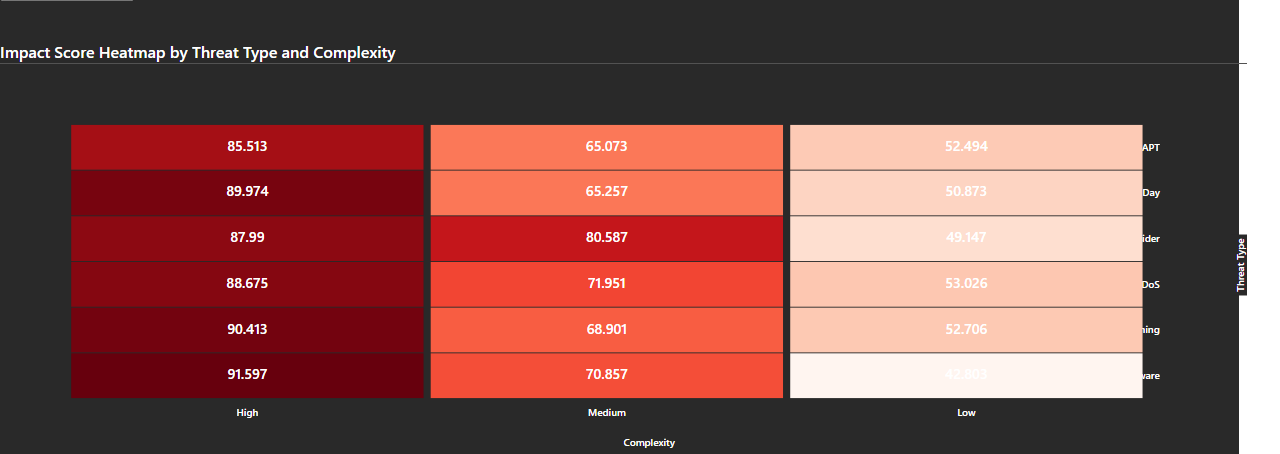 Impact Score Heatmap by Threat Type and Complexity
85.513 65.073 52.494 APT
89.974 65.257 50.873 Day
87.99 80.587 49.147 ider
88.675 71.951 53.026 DoS
90.413 68.901 52.706 ning
91.597 70.857 42.803 ware
Threat Type
High Medium Low
Complexity